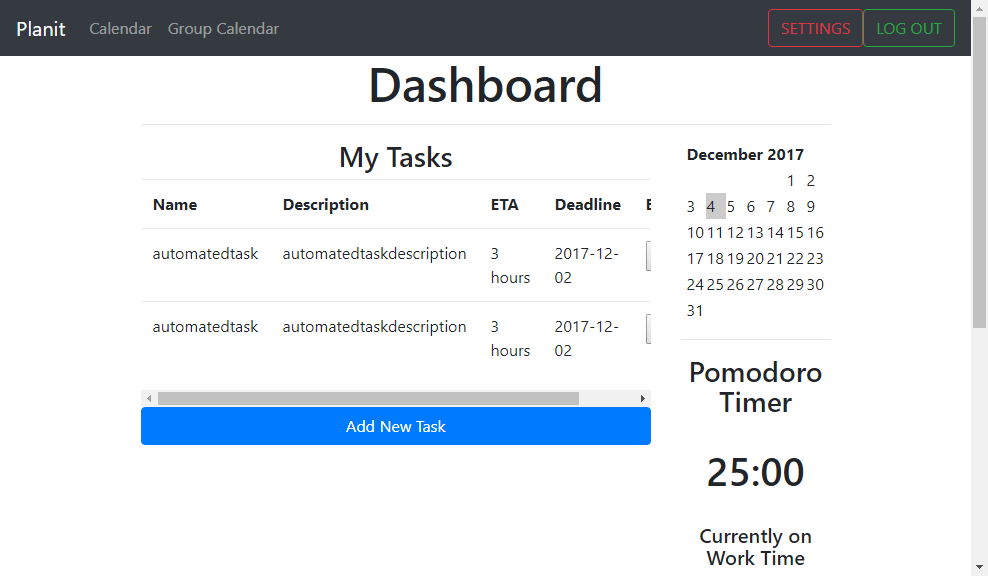 Planit Calendar Group Calendar SETTINGS LOG OUT
Dashboard
My Tasks
Name Description ETA Deadline
automatedtask automatedtaskdescription 3 hours 2017-12-02
automatedtask automatedtaskdescription 3 hours 2017-12-02
Add New Task
December 2017
1 2
3 4 5 6 7 8 9
10 11 12 13 14 15 16
17 18 19 20 21 22 23
24 25 26 27 28 29 30
31
Pomodoro
Timer
25:00
Currently on
Work Time